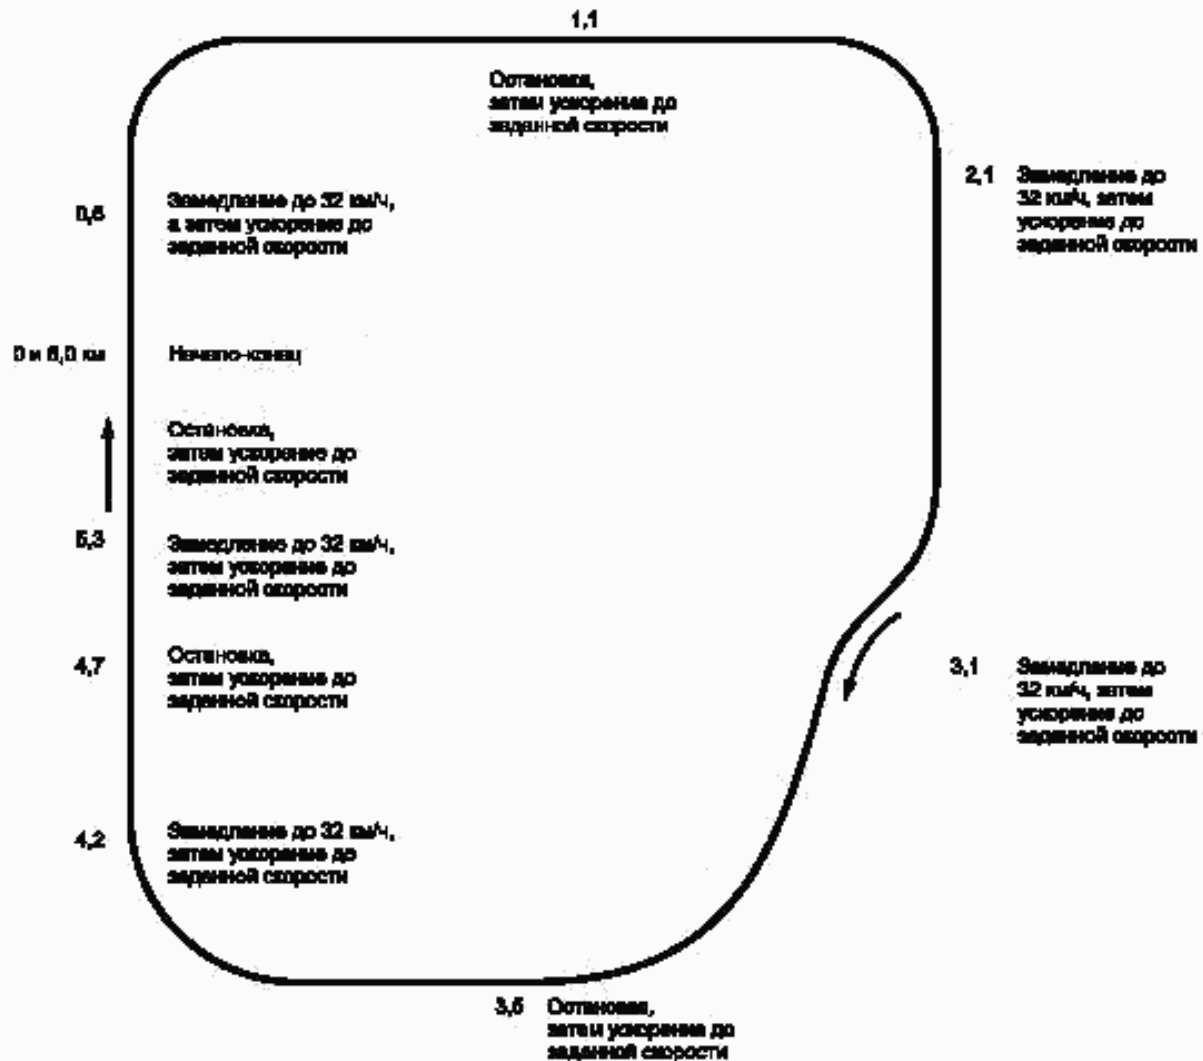 1,1
Остановка,
затем ускорение до
заданной скорости
2,1
Замедление до
32 км/ч, затем
ускорение до
заданной скорости
0,6
Замедление до 32 км/ч,
а затем ускорение до
заданной скорости
0 и 6,0 км
Начало-конец
Остановка,
затем ускорение до
заданной скорости
5,3
Замедление до 32 км/ч,
затем ускорение до
заданной скорости
4,7
Остановка,
затем ускорение до
заданной скорости
3,1
Замедление до
32 км/ч, затем
ускорение до
заданной скорости
4,2
Замедление до 32 км/ч,
затем ускорение до
заданной скорости
3,5
Остановка,
затем ускорение до
заданной скорости